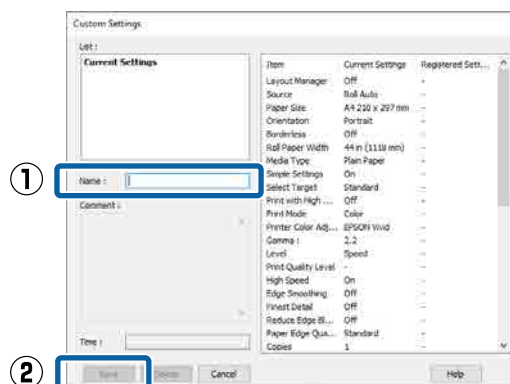 Custom Settings
List :
Current Settings
Item Current Settings Registered Sett...
Layout Manager Off -
Source Roll Auto -
Paper Size A4 210 x 297 mm -
Orientation Portrait -
Borderless Off -
Roll Paper Width 44 in (1118 mm) -
Media Type Plain Paper -
Simple Settings On -
Select Target Standard -
Print with High ... Off -
Print Mode Color -
Printer Color Adj... EPSON Vivid -
Gamma : 2.2 -
Level Speed -
Print Quality Level - -
High Speed On -
Edge Smoothing Off -
Finest Detail Off -
Reduce Edge Bl... Off -
Paper Edge Qua... Standard -
Copies 1 -
① Name :
Comment :
Time :
② Save Delete Cancel Help